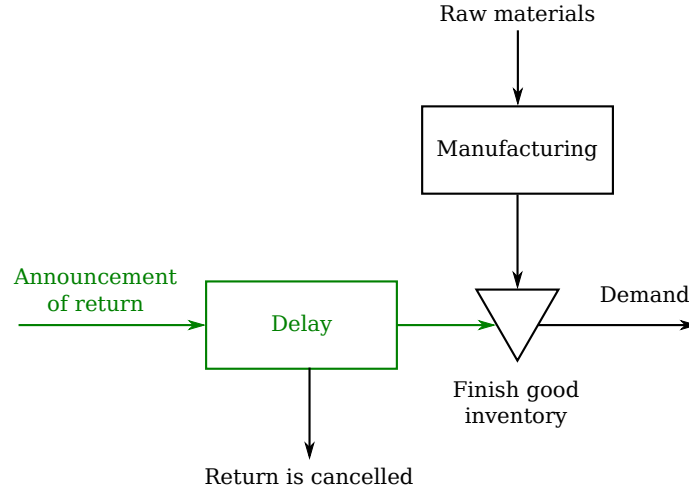 Raw materials
Manufacturing
Announcement
of return
Delay
Demand
Finish good
inventory
Return is cancelled